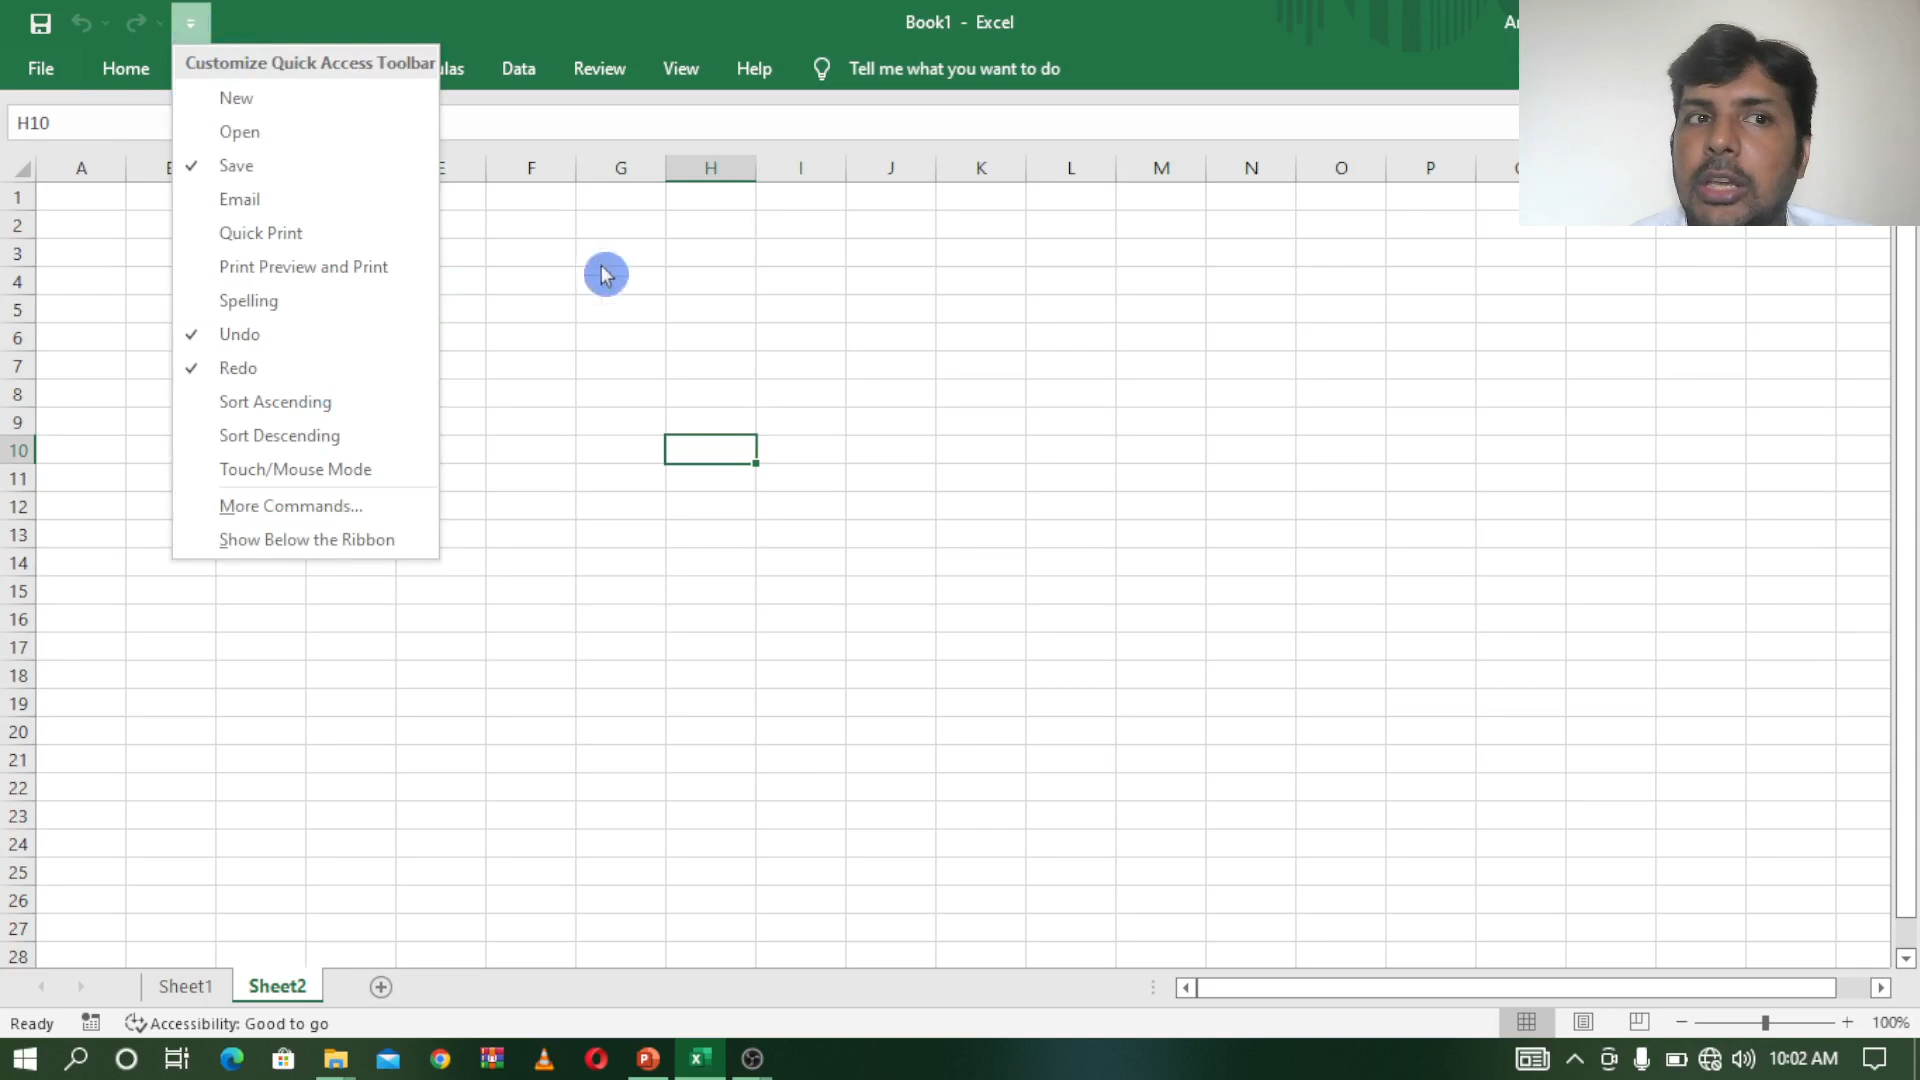 Book1 - Excel
File Home ulas Data Review View Help Tell me what you want to do
Customize Quick Access Toolbar
New
Open
Save
Email
Quick Print
Print Preview and Print
Spelling
Undo
Redo
Sort Ascending
Sort Descending
Touch/Mouse Mode
More Commands...
Show Below the Ribbon
H10
A E F G H I J K L M N O P
1
2
3
4
5
6
7
8
9
10
11
12
13
14
15
16
17
18
19
20
21
22
23
24
25
26
27
28
Sheet1 Sheet2
Ready Accessibility: Good to go 100%
10:02 AM